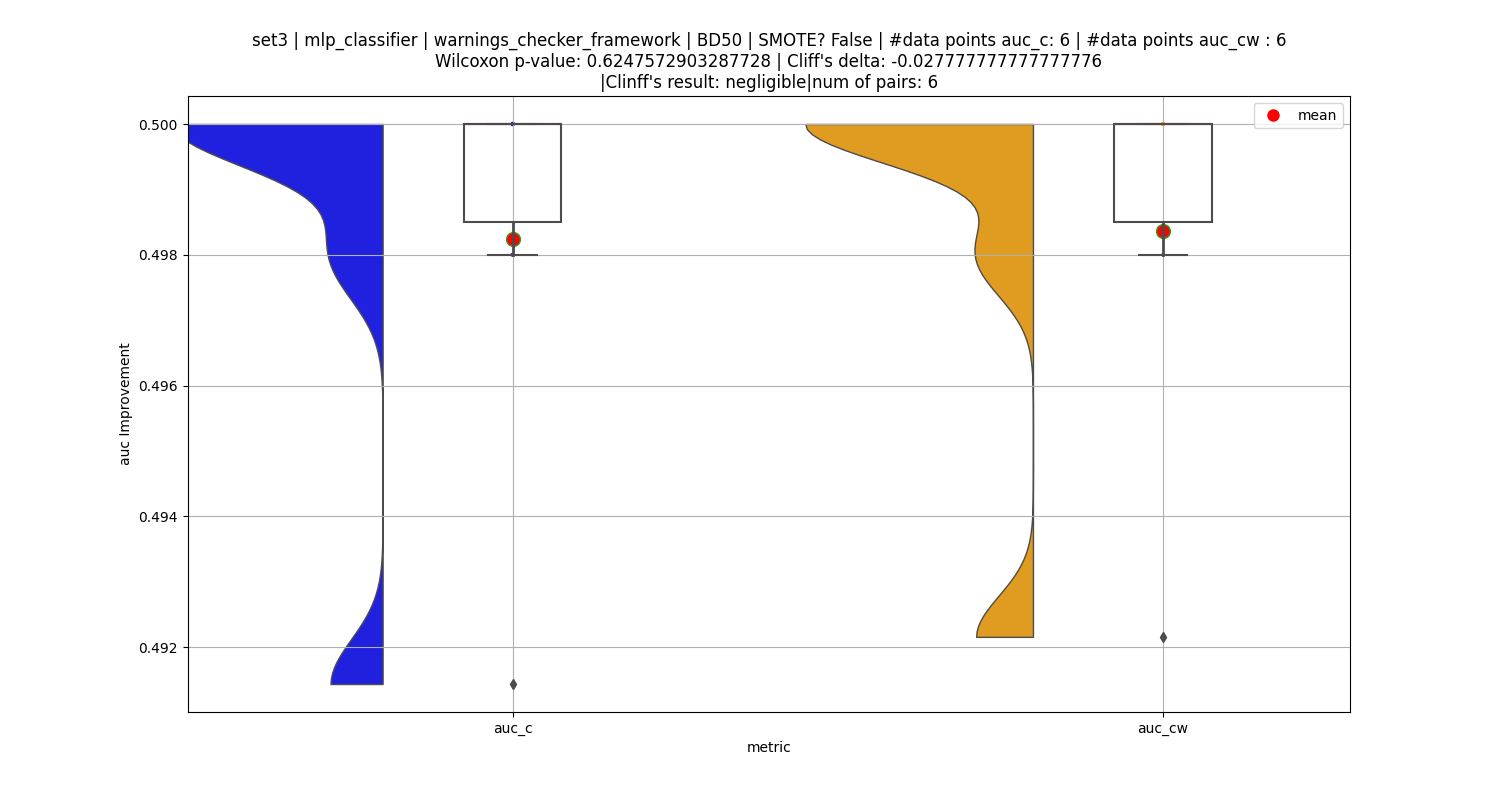 set3 | mlp_classifier | warnings_checker_framework | BD50 | SMOTE? False | #data points auc_c: 6 | #data points auc_cw : 6
Wilcoxon p-value: 0.6247572903287728 | Cliff's delta: -0.027777777777777776
|Clinff's result: negligible|num of pairs: 6
mean
0.500
0.498
0.496
0.494
0.492
auc Improvement
auc_c
auc_cw
metric